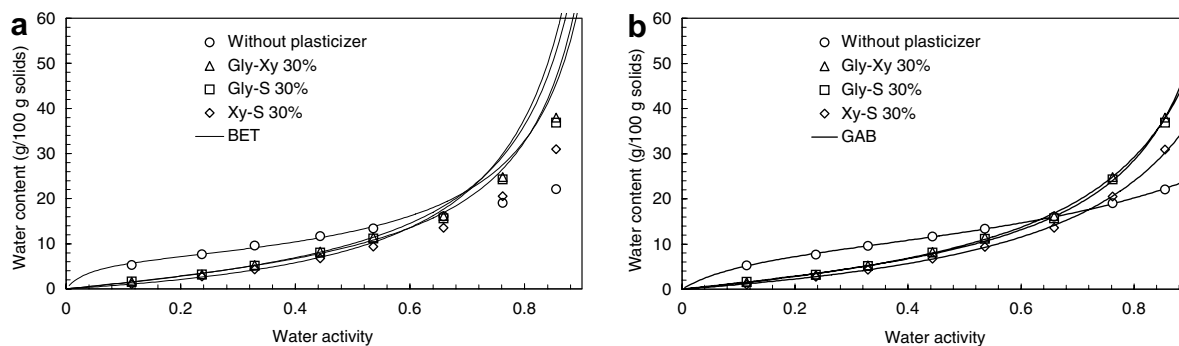 a
60
50
40
30
20
10
0
Water content (g/100 g solids)
Without plasticizer
Gly-Xy 30%
Gly-S 30%
Xy-S 30%
BET
0 0.2 0.4 0.6 0.8
Water activity
b
60
50
40
30
20
10
0
Water content (g/100 g solids)
Without plasticizer
Gly-Xy 30%
Gly-S 30%
Xy-S 30%
GAB
0 0.2 0.4 0.6 0.8
Water activity